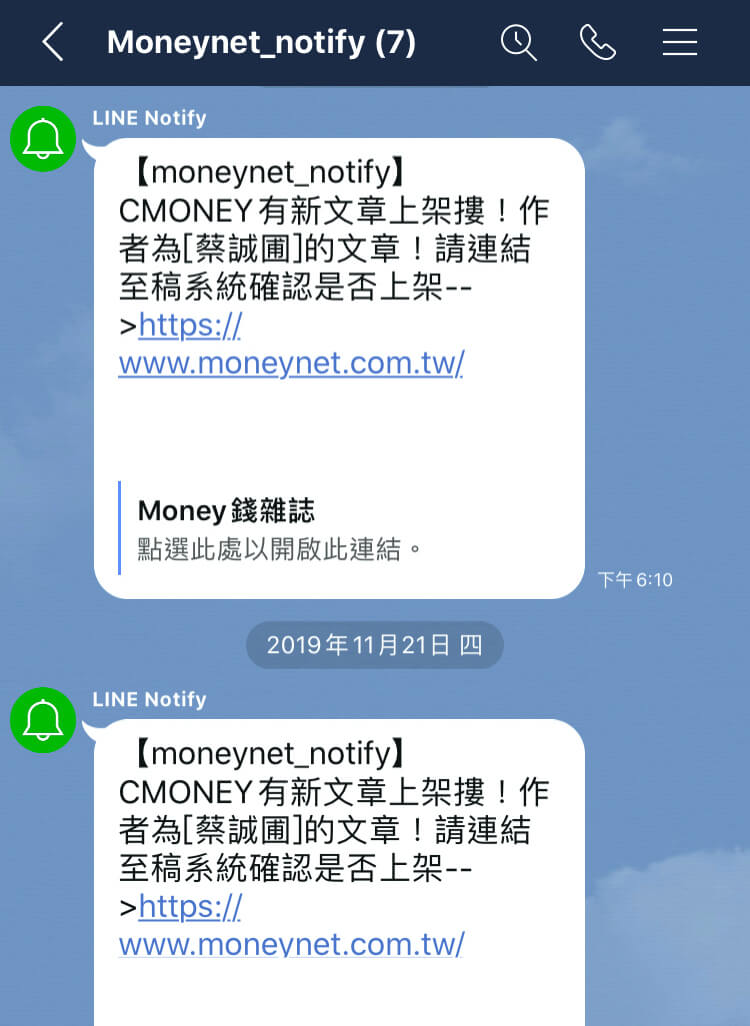 Moneynet_notify (7)
LINE Notify
【moneynet_notify】
CMONEY有新文章上架摟！作
者為[蔡誠圃]的文章！請連結
至稿系統確認是否上架--
>https://
www.moneynet.com.tw/
Money錢雜誌
點選此處以開啟此連結。
下午6:10
2019年11月21日 四
LINE Notify
【moneynet_notify】
CMONEY有新文章上架摟！作
者為[蔡誠圃]的文章！請連結
至稿系統確認是否上架--
>https://
www.moneynet.com.tw/